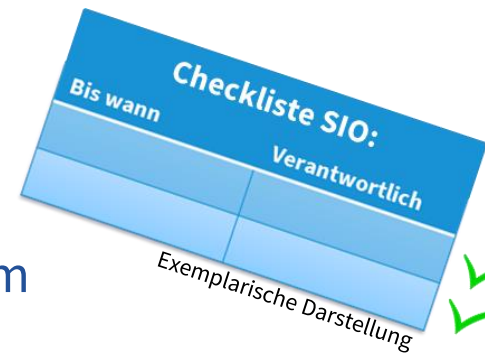 Checkliste SIO:
Bis wann
Verantwortlich
m
Exemplarische Darstellung